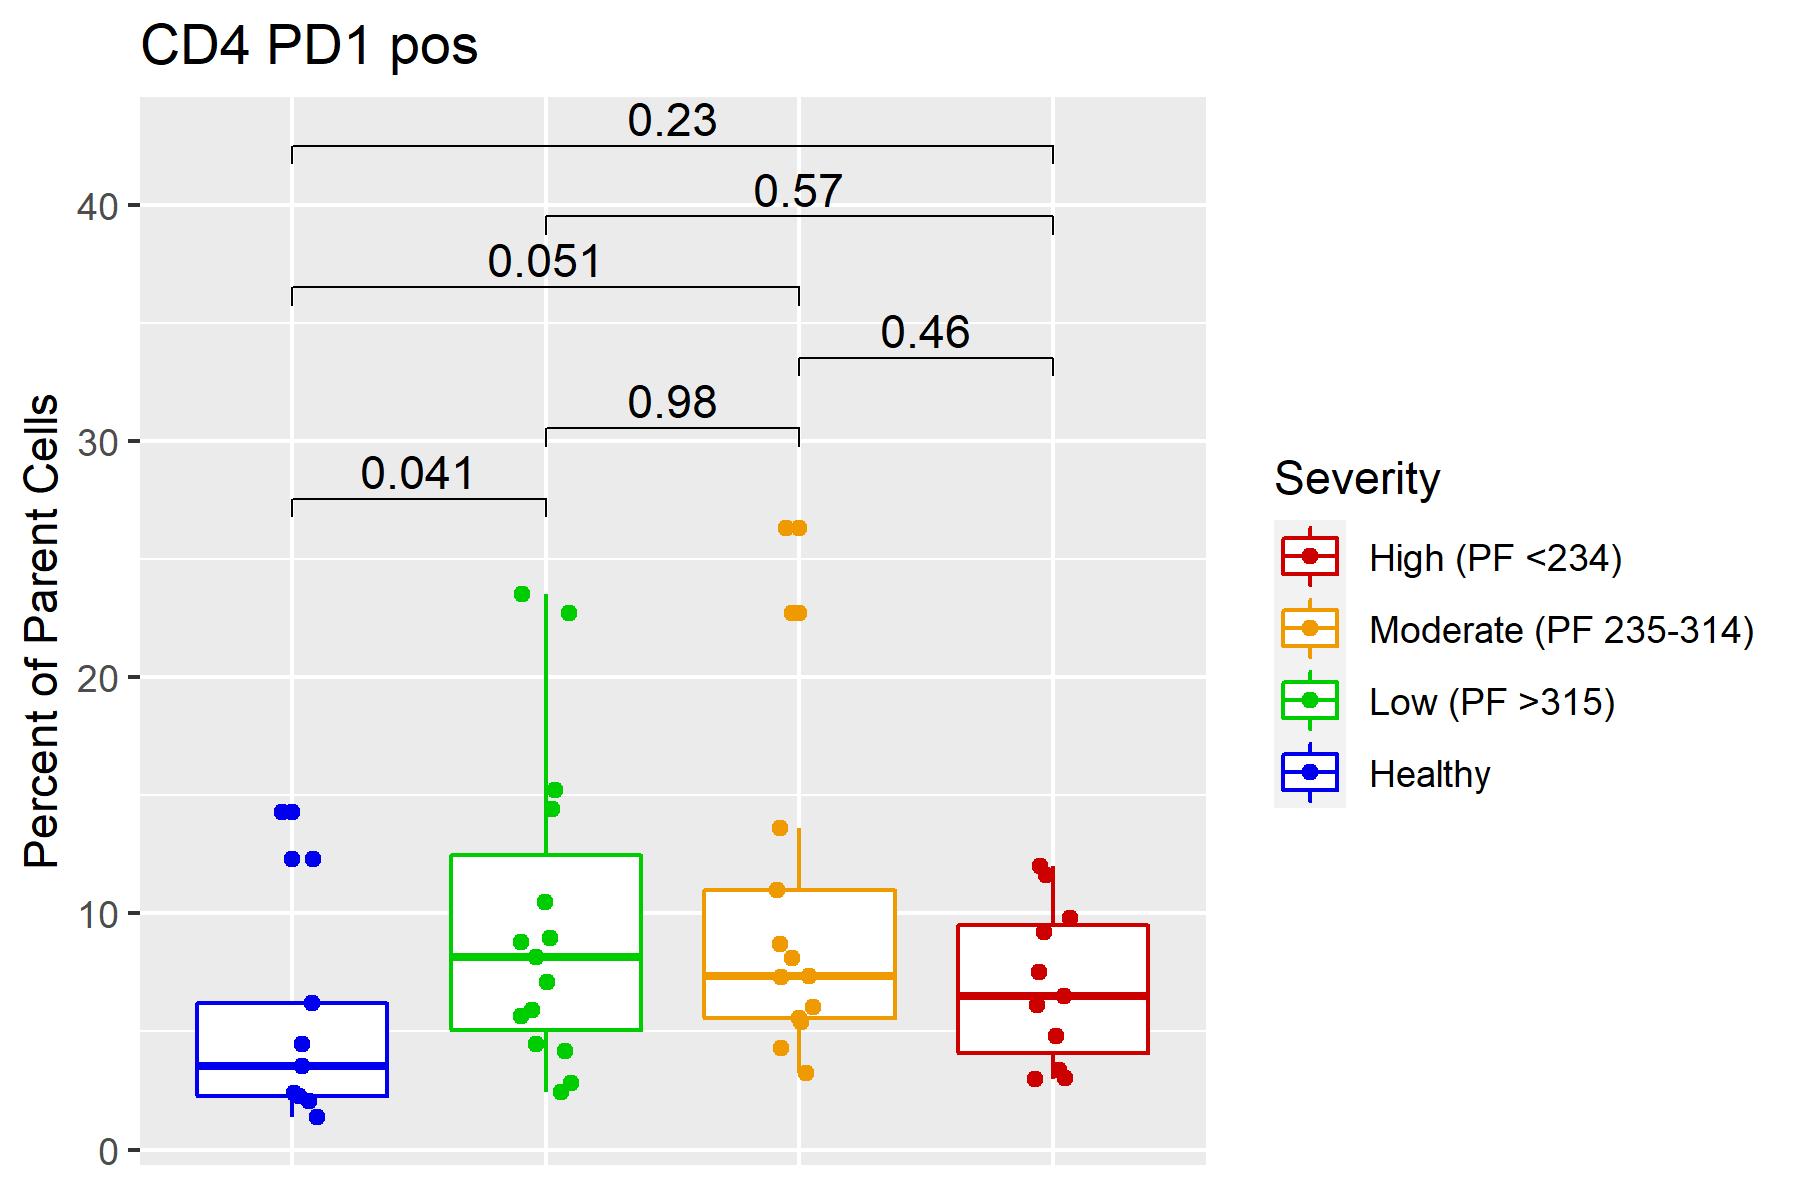 CD4 PD1 pos
0.23
0.57
0.051
0.46
0.98
0.041
40
30
20
10
0
Percent of Parent Cells
Severity
High (PF <234)
Moderate (PF 235-314)
Low (PF >315)
Healthy